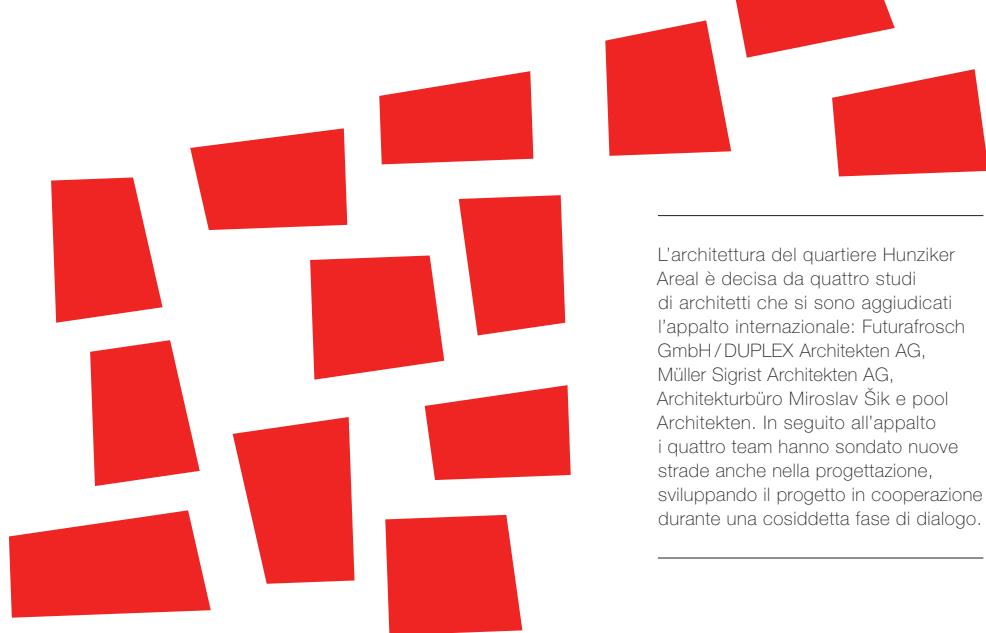 L'architettura del quartiere Hunziker
Areal è decisa da quattro studi
di architetti che si sono aggiudicati
l'appalto internazionale: Futurafrosch
GmbH / DUPLEX Architekten AG,
Müller Sigrist Architekten AG,
Architekturbüro Miroslav Šik e pool
Architekten. In seguito all'appalto
i quattro team hanno sondato nuove
strade anche nella progettazione,
sviluppando il progetto in cooperazione
durante una cosiddetta fase di dialogo.